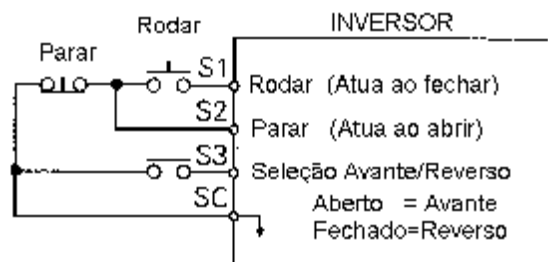 INVERSOR
Rodar
Parar
S1
Rodar (Atua ao fechar)
S2
Parar (Atua ao abrir)
S3
Seleção Avante/Reverso
SC
Aberto = Avante
Fechado=Reverso